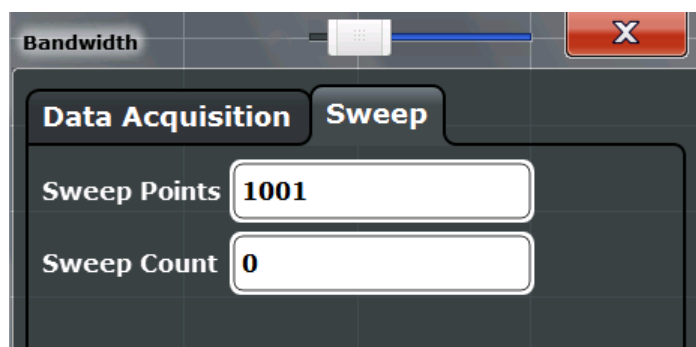 Bandwidth X
Data Acquisition Sweep
Sweep Points 1001
Sweep Count 0